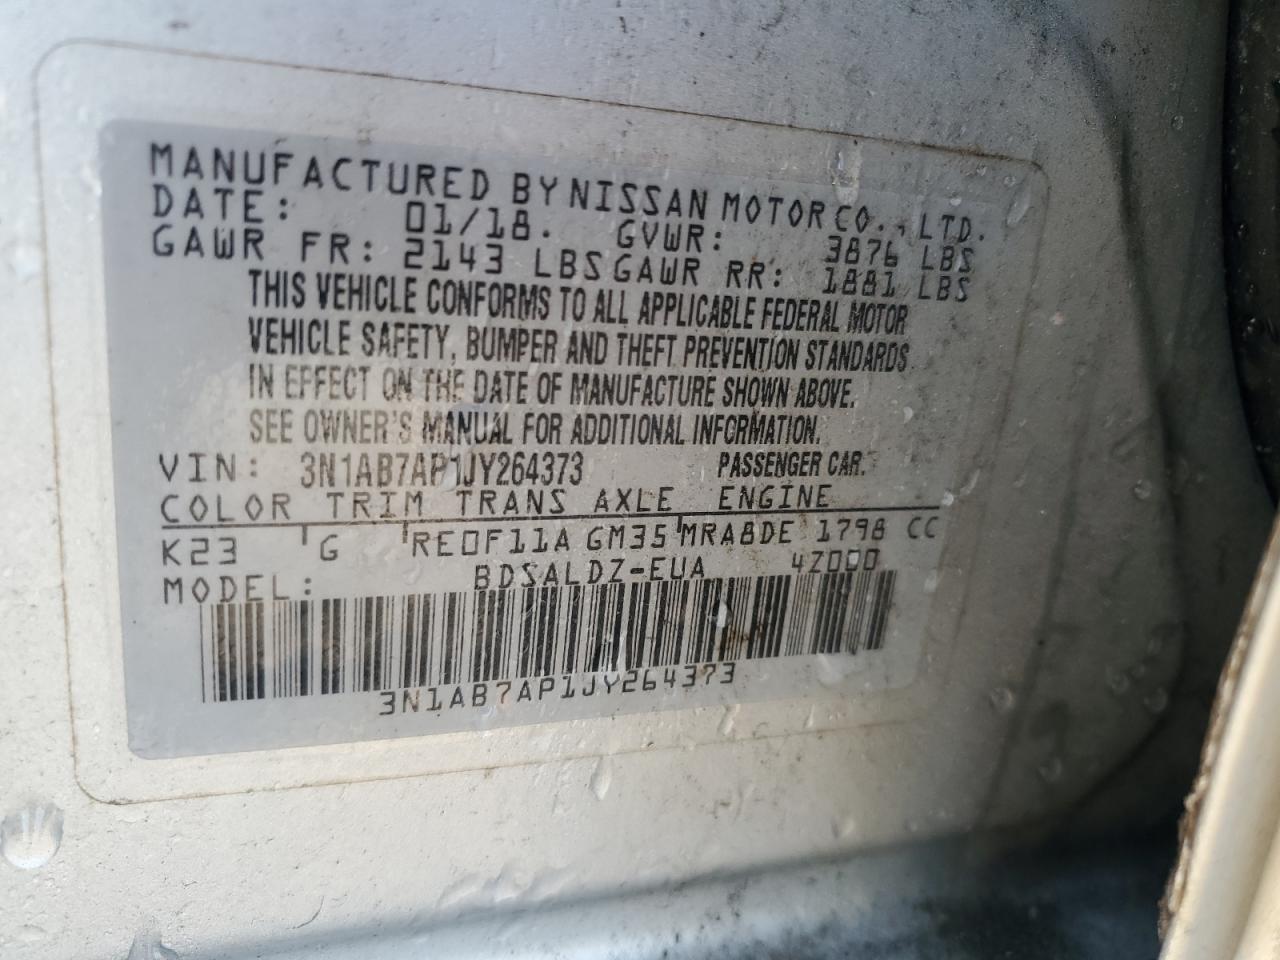 MANUFACTURED BY NISSAN MOTOR CO., LTD.
DATE: 01/18. GVWR: 3876 LBS
GAWR FR: 2143 LBS GAWR RR: 1881 LBS
THIS VEHICLE CONFORMS TO ALL APPLICABLE FEDERAL MOTOR
VEHICLE SAFETY, BUMPER AND THEFT PREVENTION STANDARDS
IN EFFECT ON THE DATE OF MANUFACTURE SHOWN ABOVE.
SEE OWNER'S MANUAL FOR ADDITIONAL INFORMATION.
VIN: 3N1AB7AP1JY264373 PASSENGER CAR.
COLOR TRIM TRANS AXLE ENGINE
K23 G RE0F11A GM35 MRA8DE 1798 CC
MODEL: BDSALDZ-EUA 4Z000
3N1AB7AP1JY264373